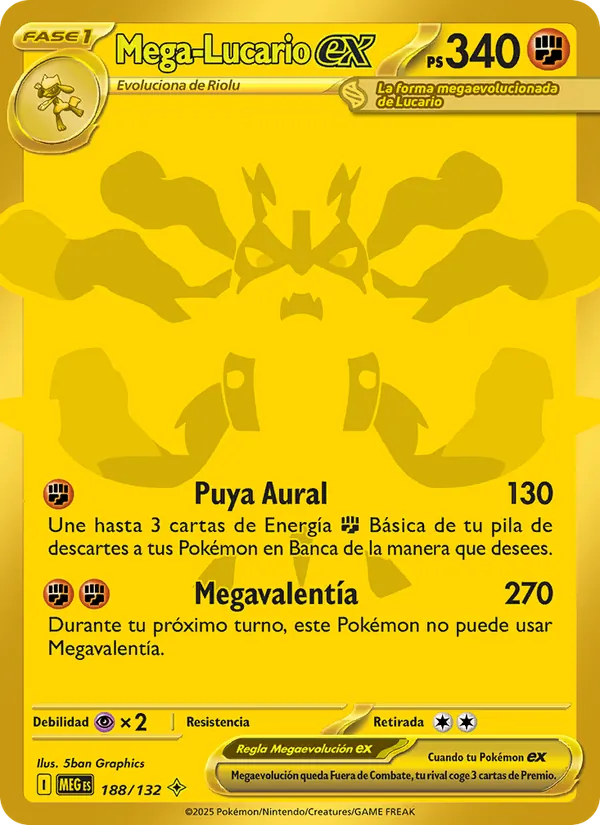 FASE 1
Mega-Lucario ex
PS 340
Evoluciona de Riolu
La forma megaevolucionada
de Lucario
Puya Aural 130
Une hasta 3 cartas de Energía Básica de tu pila de
descartes a tus Pokémon en Banca de la manera que desees.
Megavalentía 270
Durante tu próximo turno, este Pokémon no puede usar
Megavalentía.
Debilidad ×2 Resistencia Retirada
Ilus. 5ban Graphics
I MEG ES 188/132
Regla Megaevolución ex Cuando tu Pokémon ex
Megaevolución queda Fuera de Combate, tu rival coge 3 cartas de Premio.
©2025 Pokémon/Nintendo/Creatures/GAME FREAK